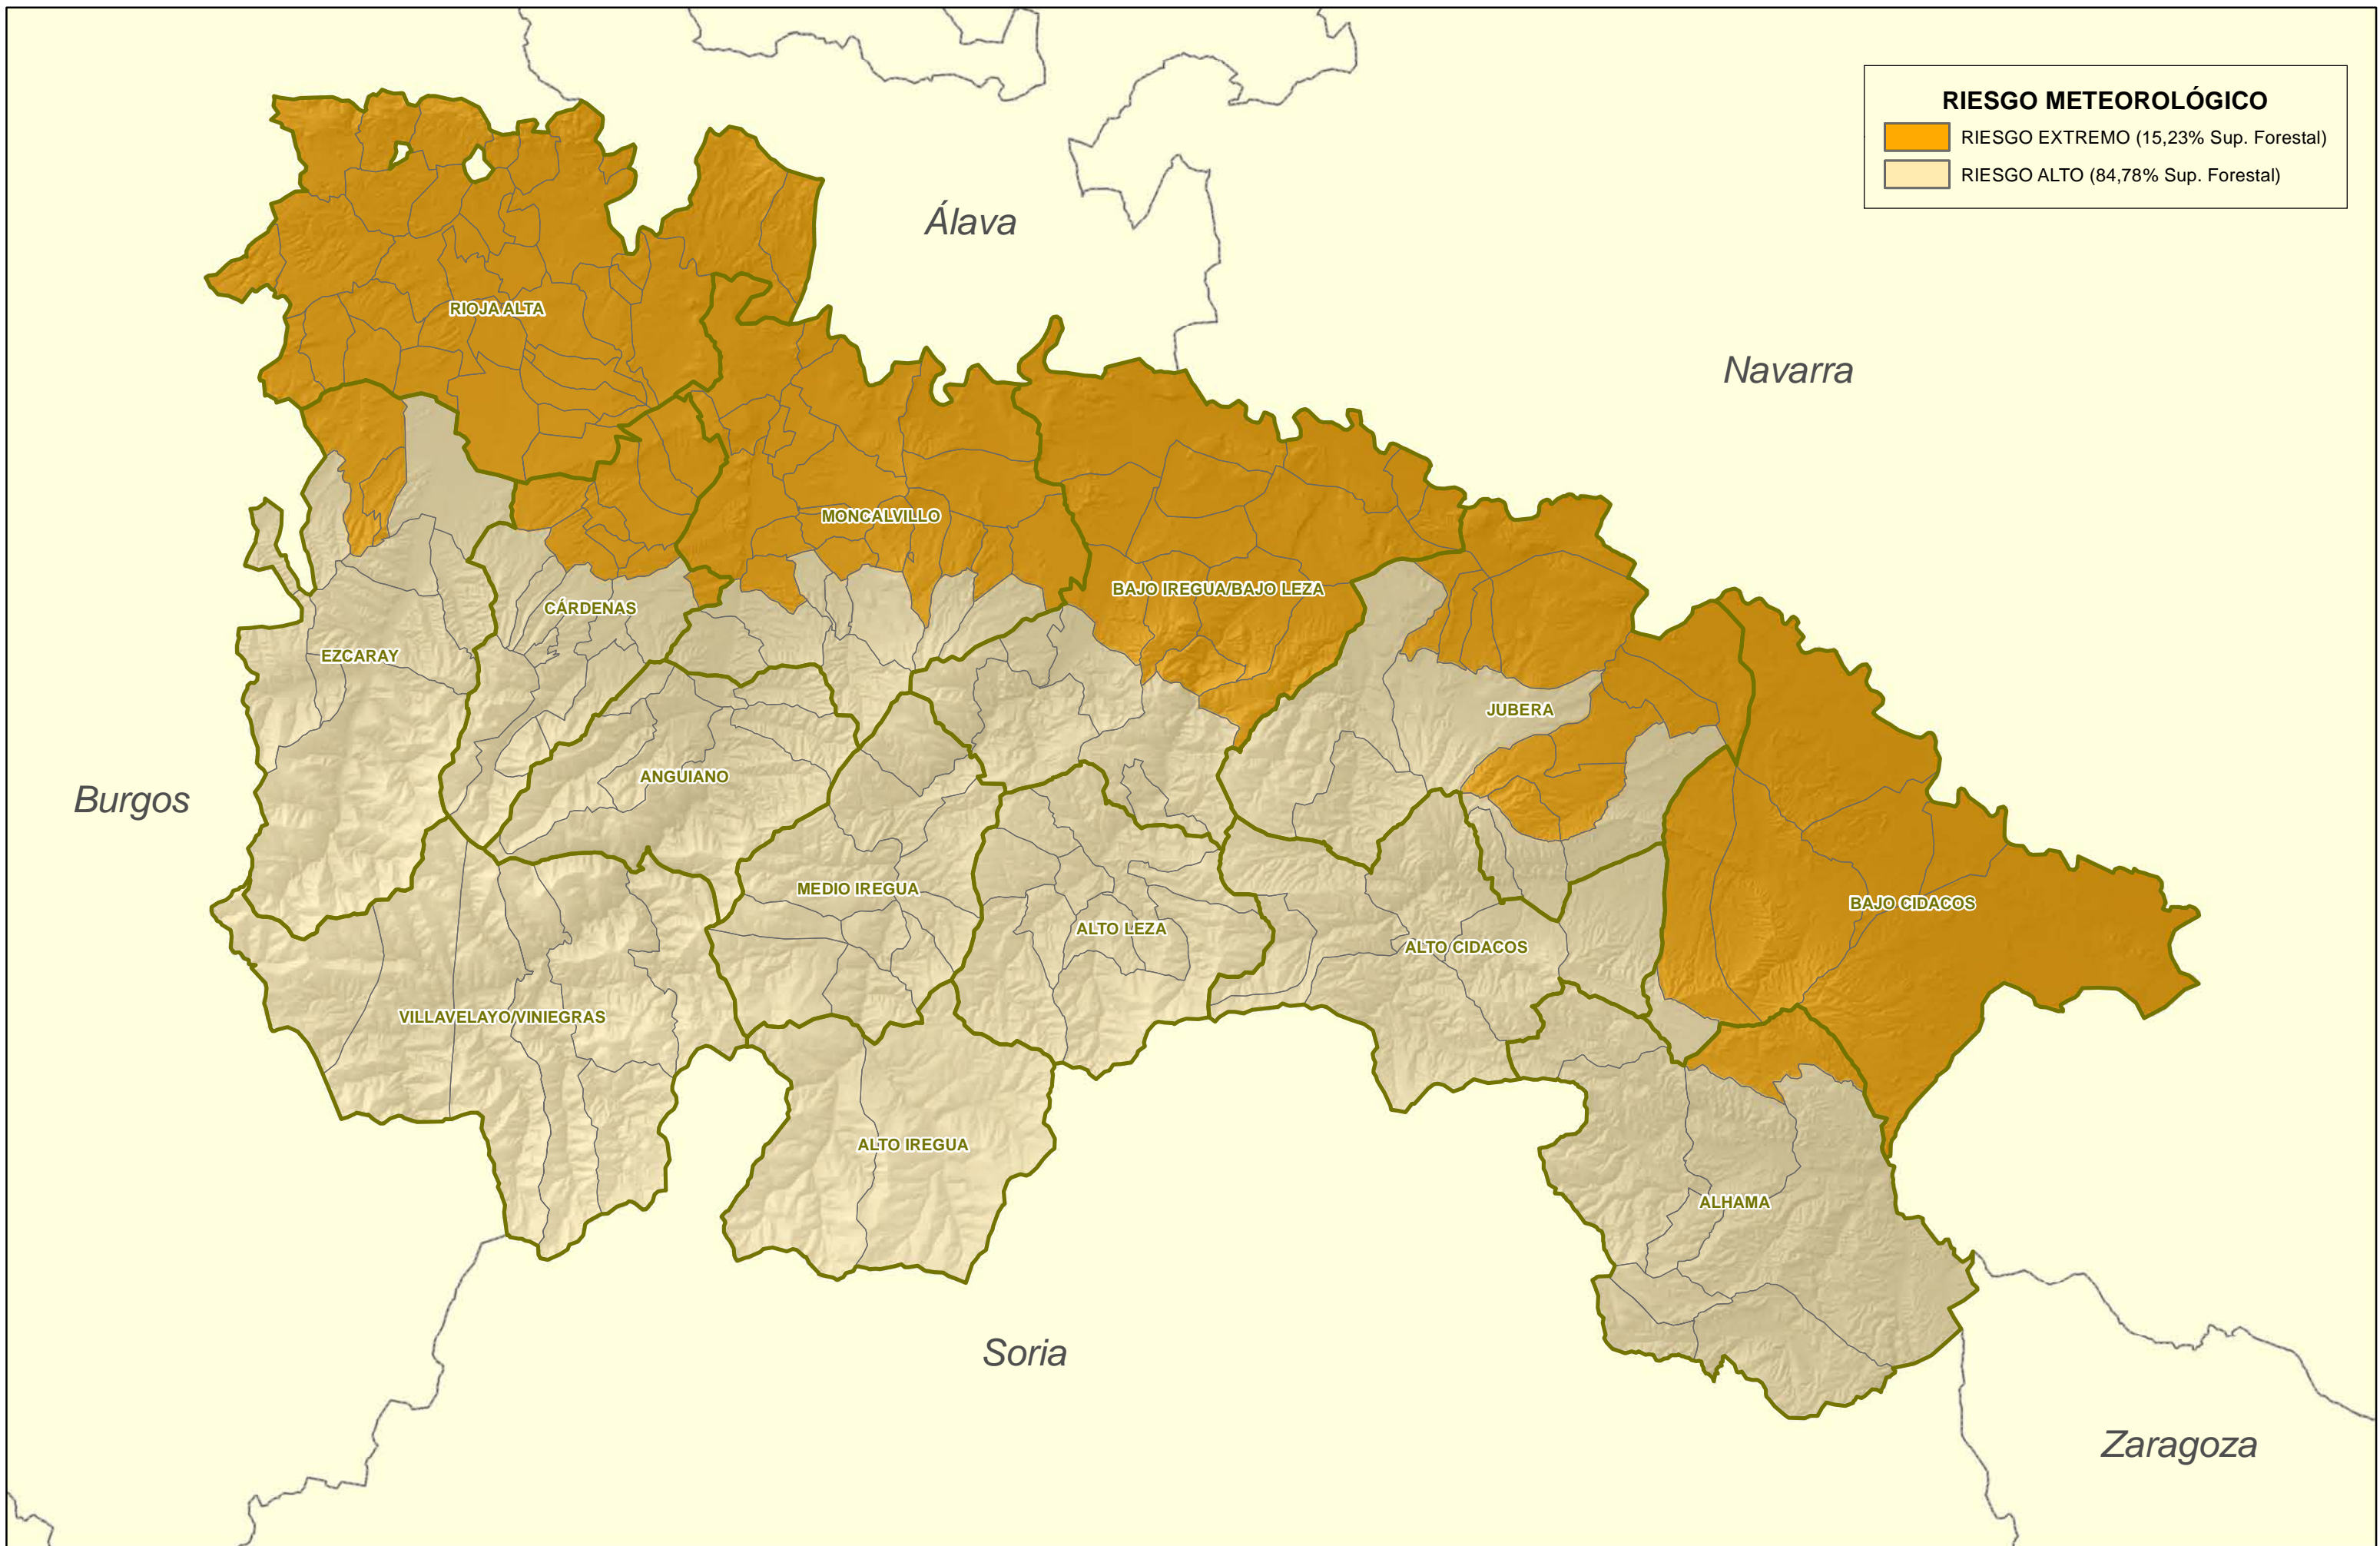 RIESGO METEOROLÓGICO
RIESGO EXTREMO (15,23% Sup. Forestal)
RIESGO ALTO (84,78% Sup. Forestal)
Álava
RIOJA ALTA
Navarra
MONCALVILLO
BAJO IREGUA/BAJO LEZA
CÁRDENAS
EZCARAY
JUBERA
ANGUIANO
Burgos
MEDIO IREGUA
BAJO CIDACOS
ALTO LEZA
ALTO CIDACOS
VILLAVELAYO/VINIEGRAS
ALTO IREGUA
ALHAMA
Soria
Zaragoza